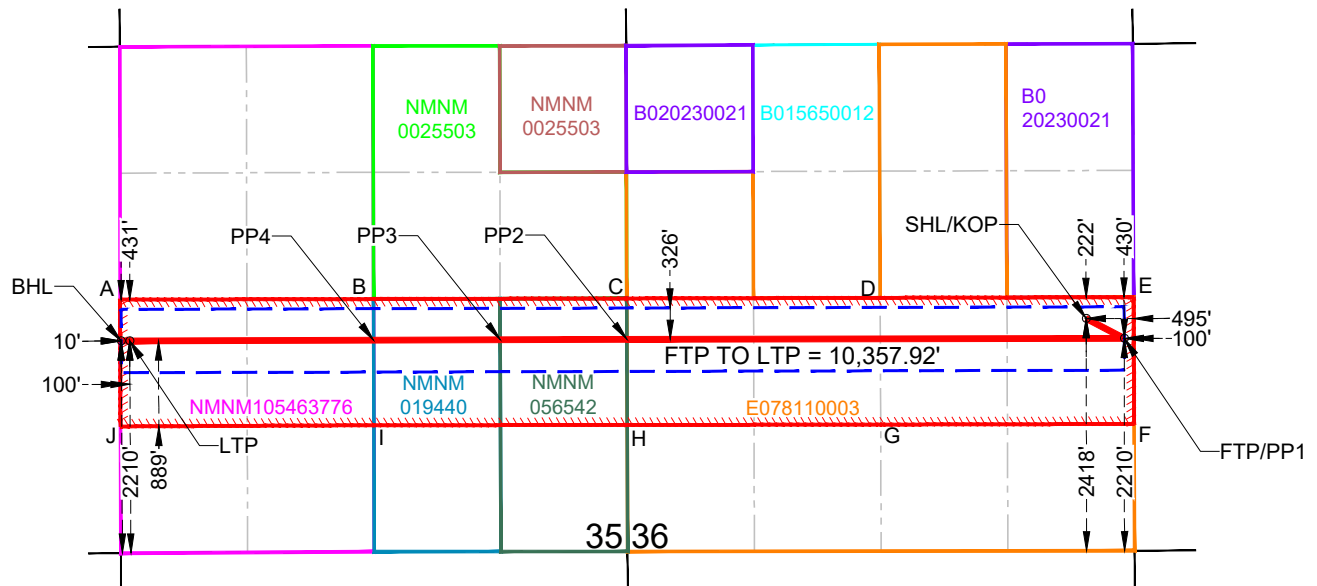 NMNM
0025503
NMNM
0025503
B020230021
B015650012
B0
20230021
SHL/KOP
PP4
PP3
PP2
326'
431'
222'
430'
A
B
C
D
E
BHL
495'
10'
100'
FTP TO LTP = 10,357.92'
100'
NMNM105463776
NMNM
019440
NMNM
056542
E078110003
J
I
H
G
F
LTP
FTP/PP1
2210'
889'
2418'
2210'
35
36